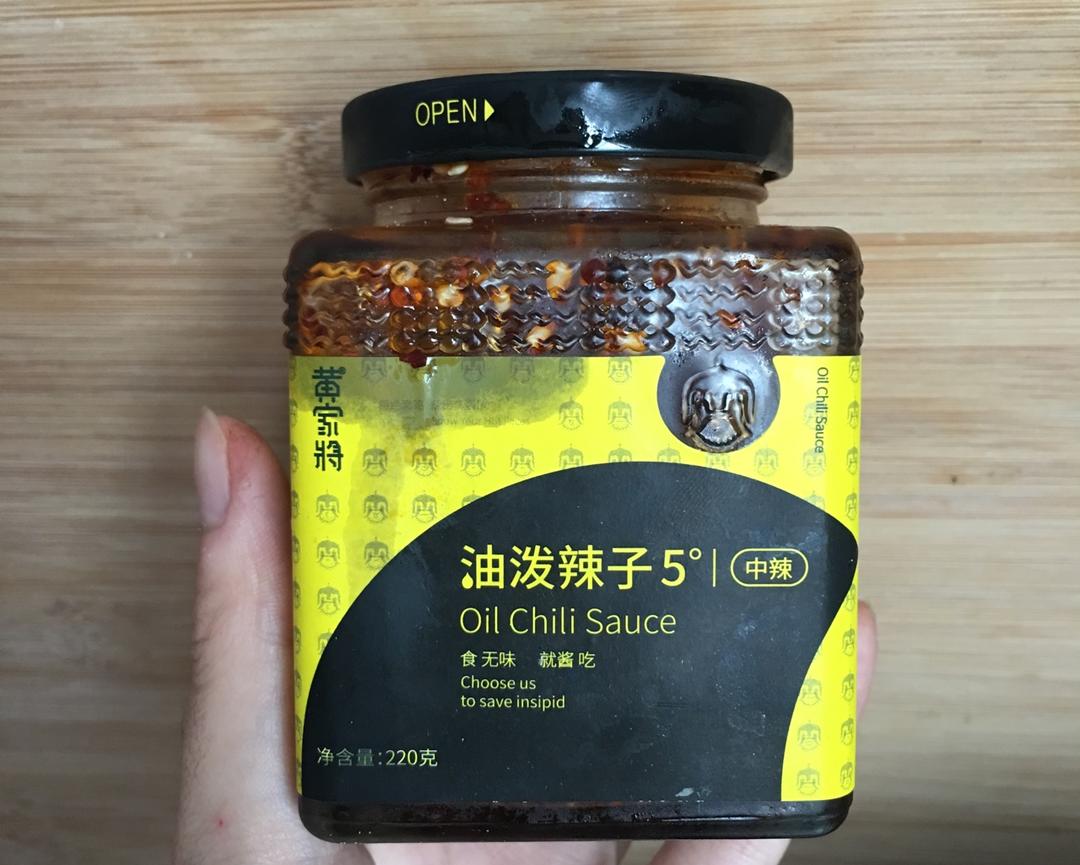 OPEN
黄家将
Oil Chili Sauce
油泼辣子5°|中辣
Oil Chili Sauce
食无味 就酱吃
Choose us
to save insipid
净含量:220克